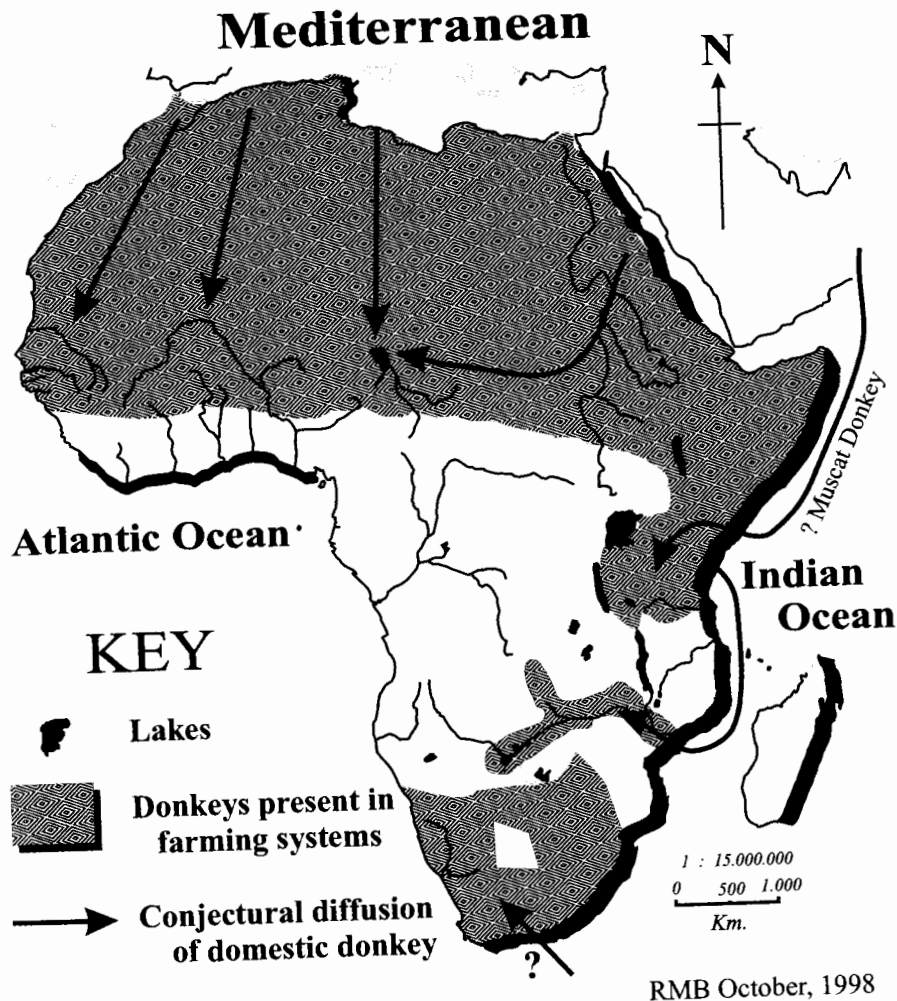 Mediterranean
N
? Muscat Donkey
Atlantic Ocean
Indian
Ocean
KEY
Lakes
Donkeys present in
farming systems
1 : 15.000.000
0 500 1.000
Km.
Conjectural diffusion
of domestic donkey
?
RMB October, 1998